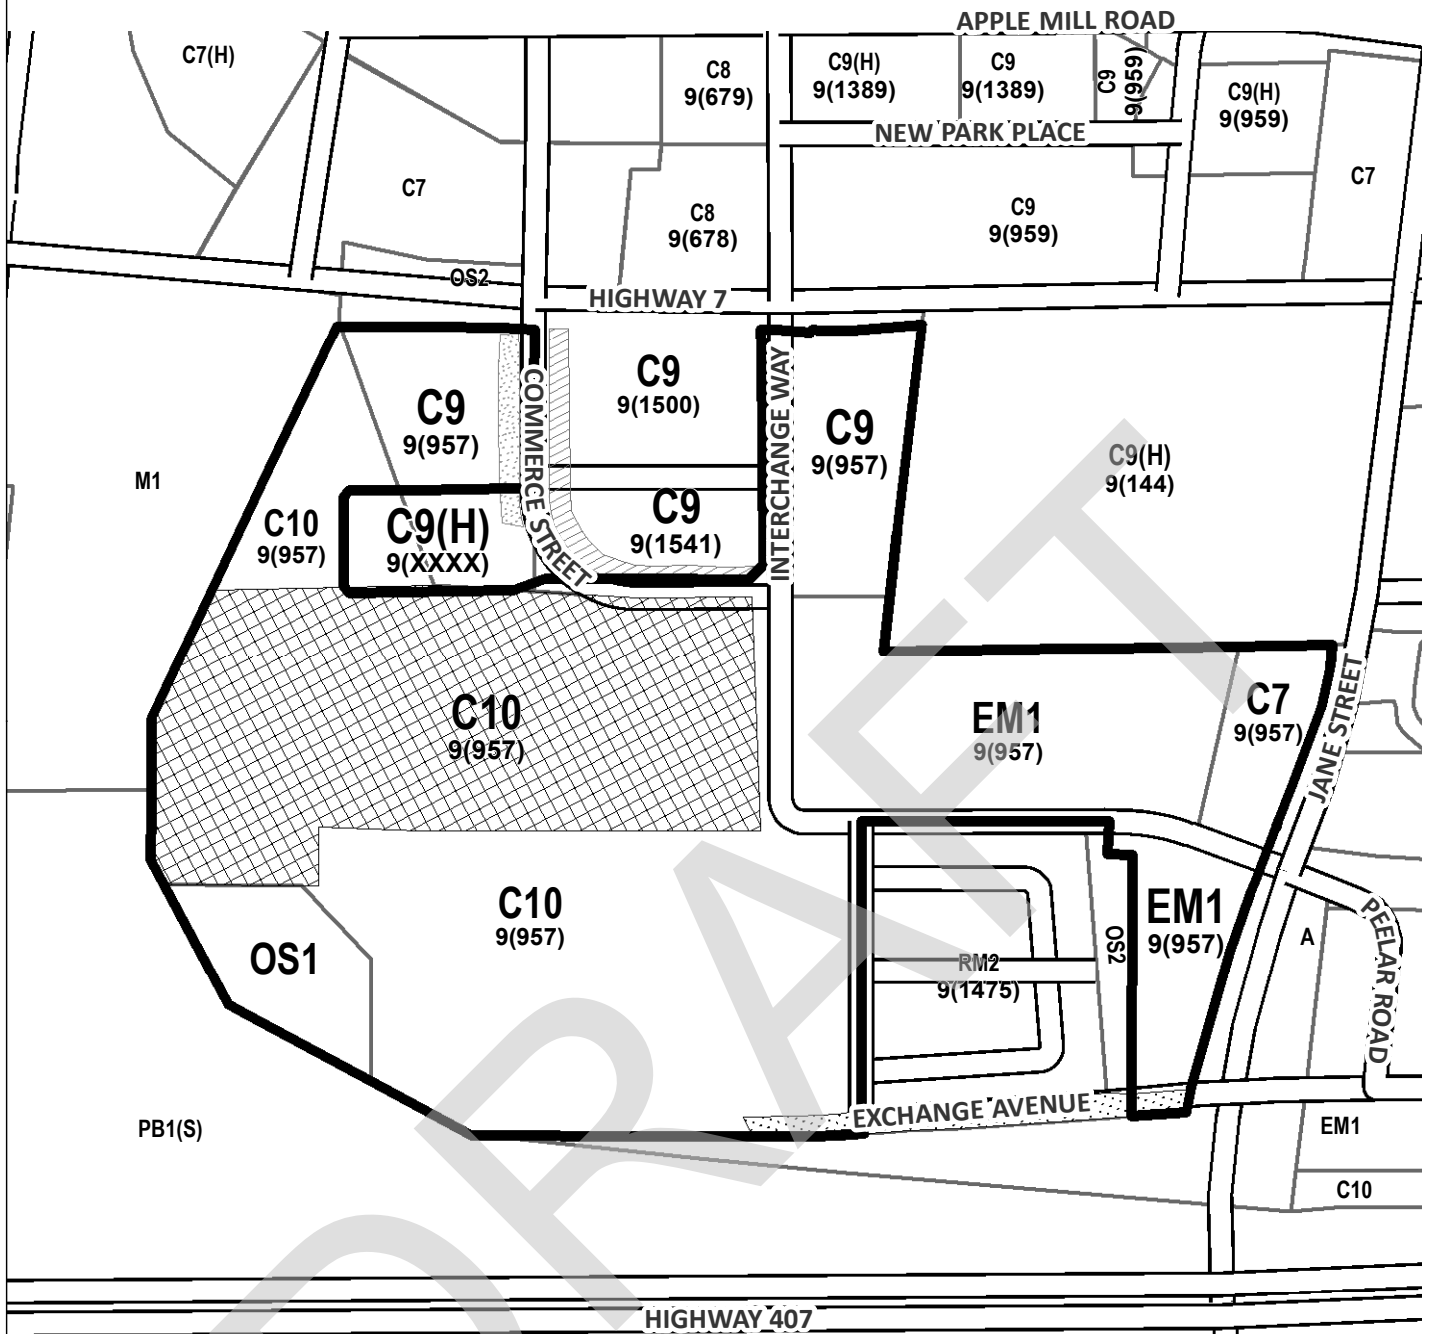 APPLE MILL ROAD
C7(H)
C8
9(679)
C9(H)
9(1389)
C9
9(1389)
C9
9(959)
C9(H)
9(959)
NEW PARK PLACE
C7
C7
C8
9(678)
C9
9(959)
OS2
HIGHWAY 7
C9
9(957)
COMMERCE STREET
C9
9(1500)
INTERCHANGE WAY
C9
9(957)
C9(H)
9(144)
M1
C10
9(957)
C9(H)
9(XXXX)
C9
9(1541)
C10
9(957)
EM1
9(957)
C7
9(957)
JANE STREET
C10
9(957)
OS1
RM2
9(1475)
OS2
EM1
9(957)
A
PEELAR ROAD
EXCHANGE AVENUE
PB1(S)
EM1
C10
HIGHWAY 407
DRAFT